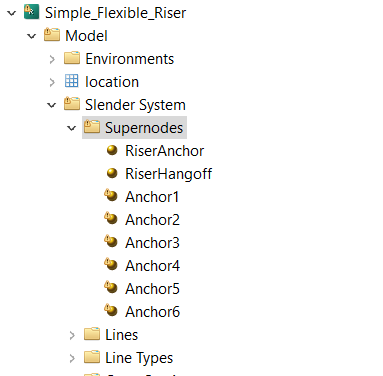 Simple_Flexible_Riser
Model
Environments
location
Slender System
Supernodes
RiserAnchor
RiserHangoff
Anchor1
Anchor2
Anchor3
Anchor4
Anchor5
Anchor6
Lines
Line Types